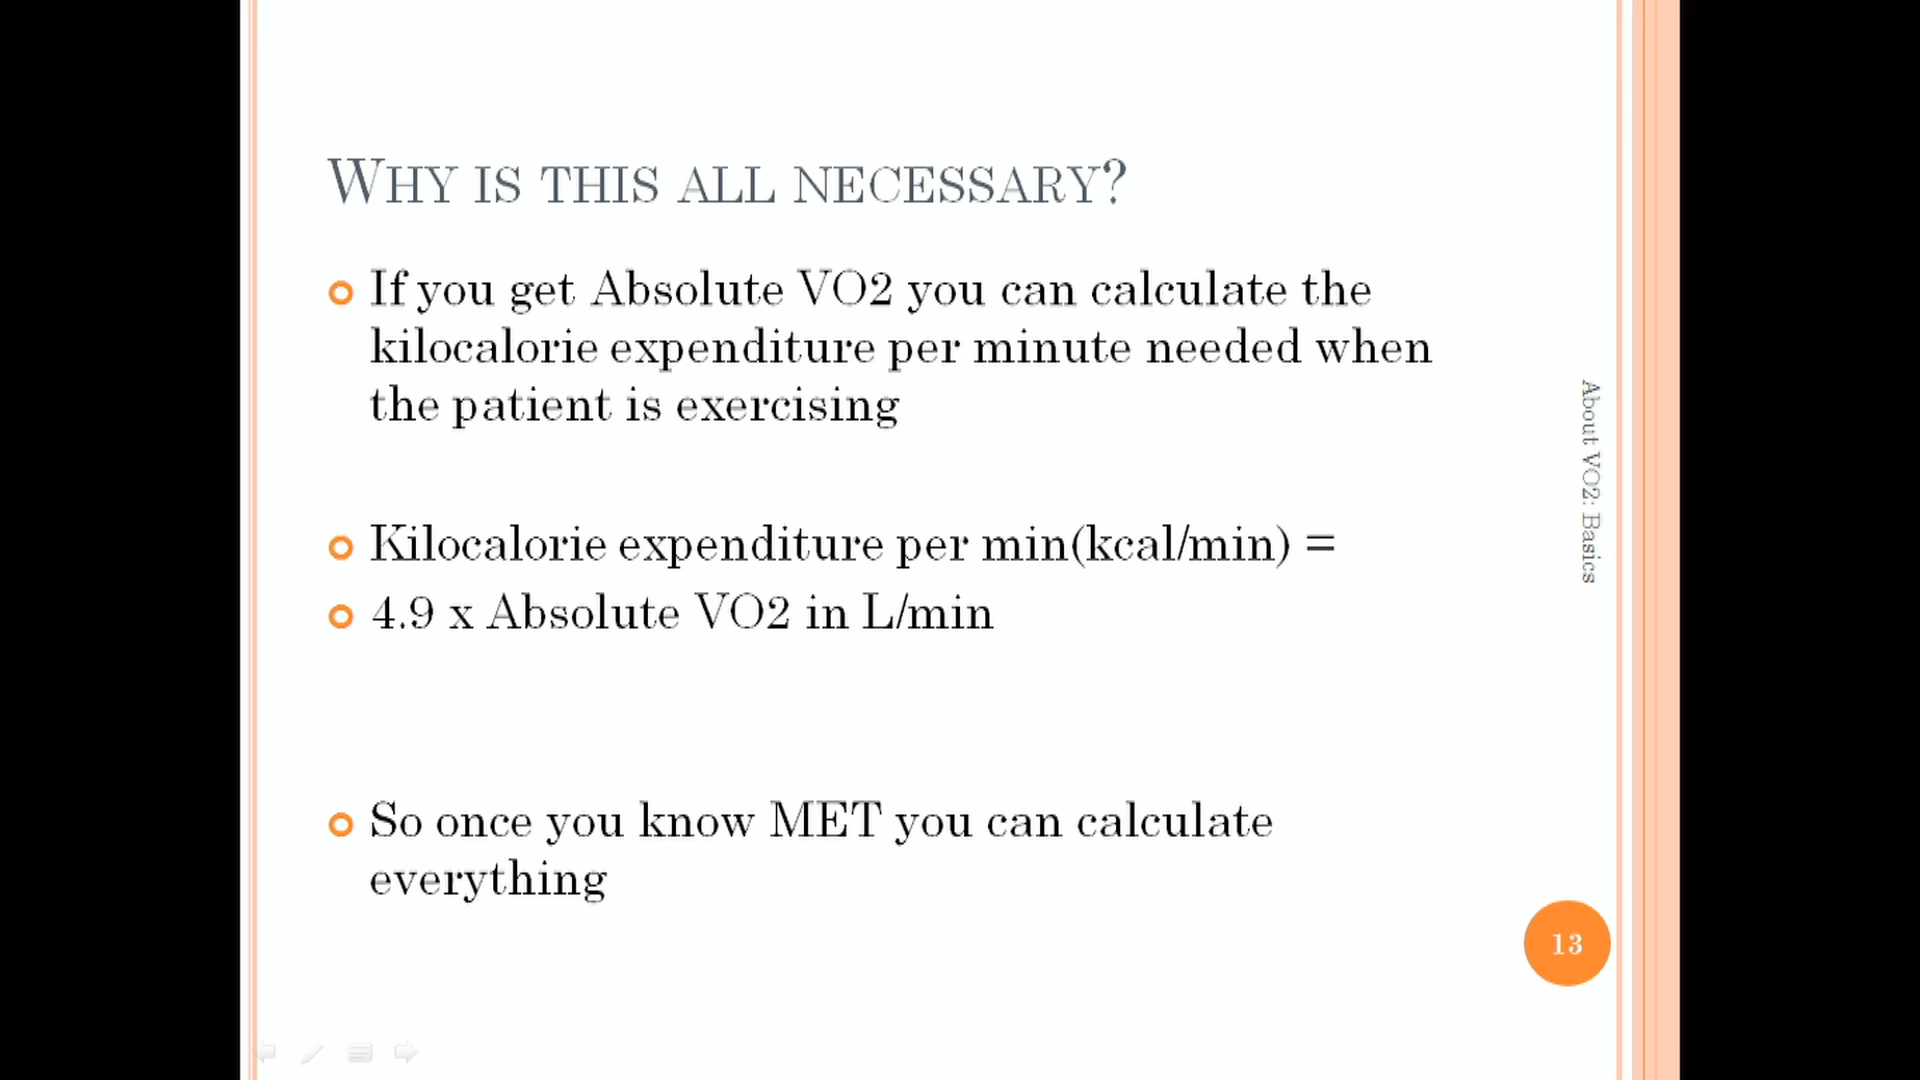 WHY IS THIS ALL NECESSARY?
If you get Absolute VO2 you can calculate the
kilocalorie expenditure per minute needed when
the patient is exercising
Kilocalorie expenditure per min(kcal/min) =
4.9 x Absolute VO2 in L/min
So once you know MET you can calculate
everything
About VO2: Basics
13